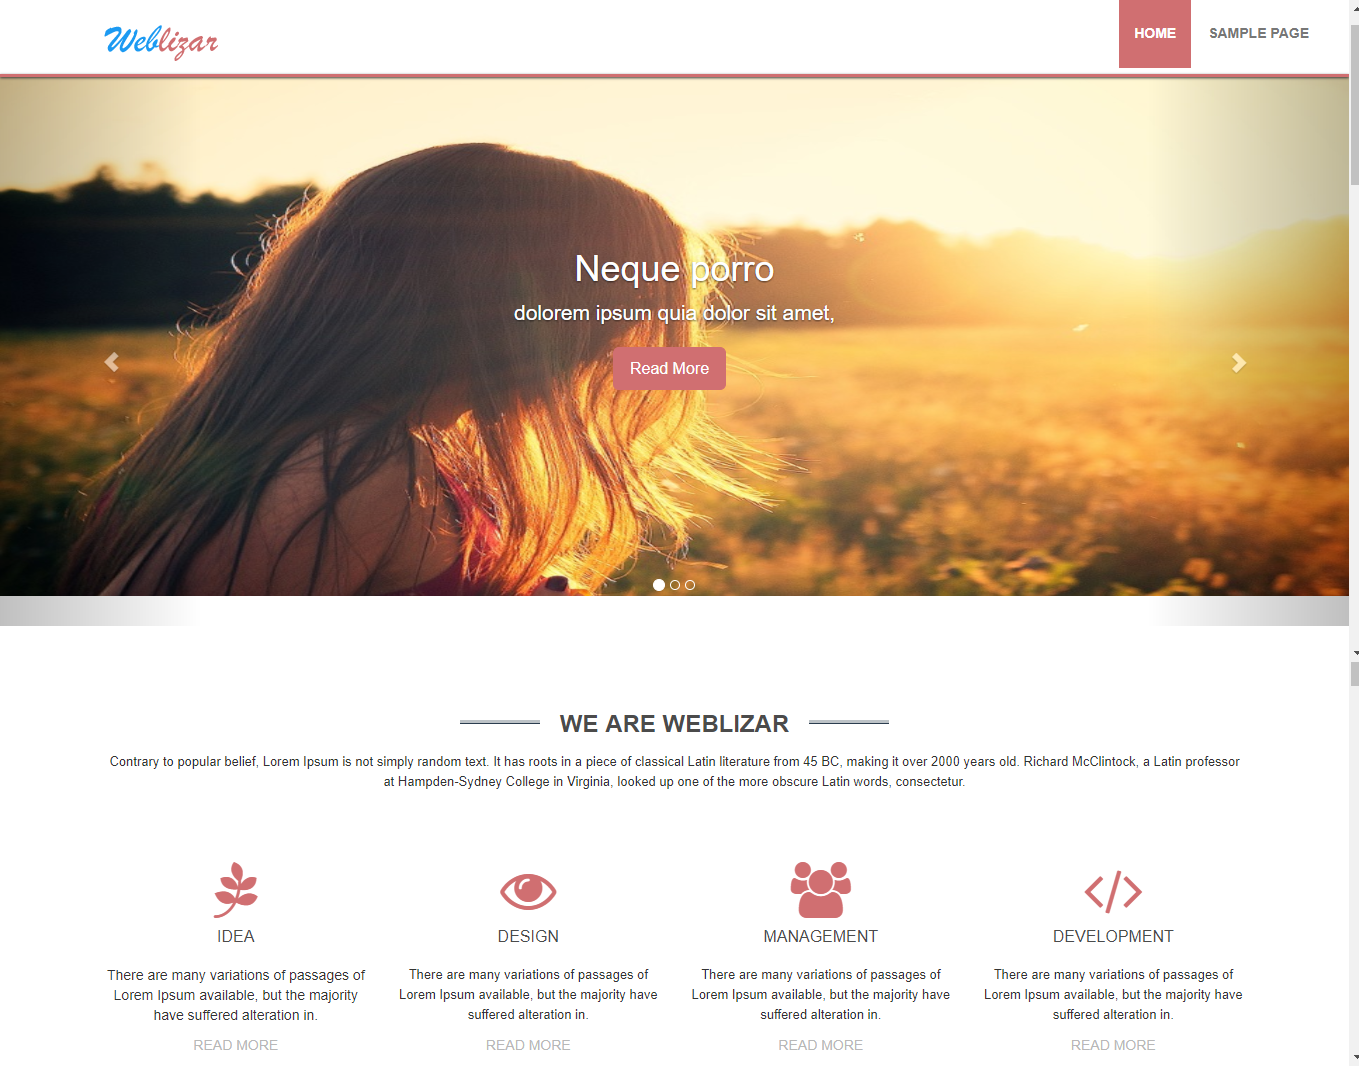 Weblizar
HOME
SAMPLE PAGE
Neque porro
dolorem ipsum quia dolor sit amet,
Read More
WE ARE WEBLIZAR
Contrary to popular belief, Lorem Ipsum is not simply random text. It has roots in a piece of classical Latin literature from 45 BC, making it over 2000 years old. Richard McClintock, a Latin professor
at Hampden-Sydney College in Virginia, looked up one of the more obscure Latin words, consectetur.
IDEA
There are many variations of passages of
Lorem Ipsum available, but the majority
have suffered alteration in.
READ MORE
DESIGN
There are many variations of passages of
Lorem Ipsum available, but the majority have
suffered alteration in.
READ MORE
MANAGEMENT
There are many variations of passages of
Lorem Ipsum available, but the majority have
suffered alteration in.
READ MORE
DEVELOPMENT
There are many variations of passages of
Lorem Ipsum available, but the majority have
suffered alteration in.
READ MORE